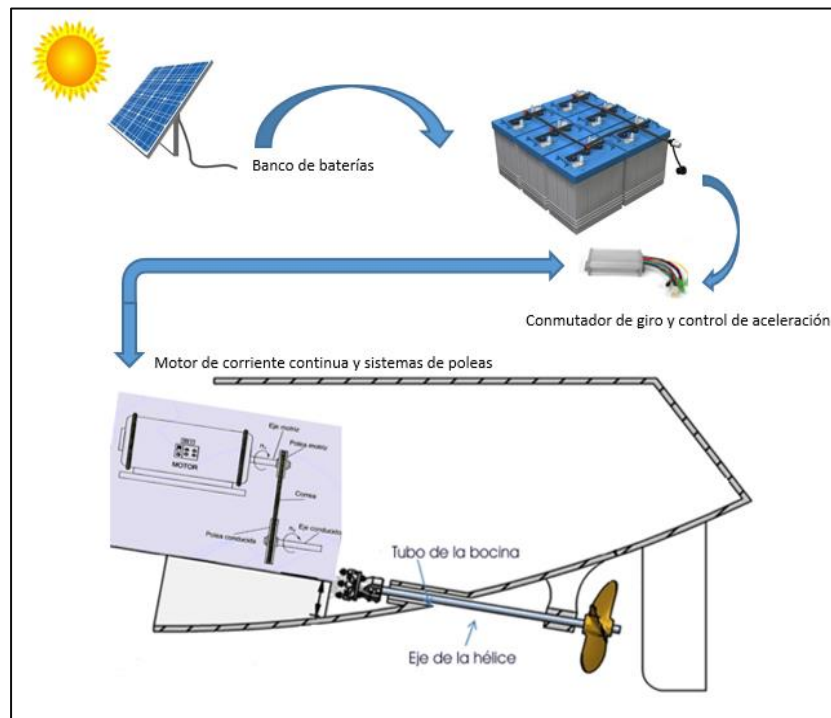 Banco de baterías
Conmutador de giro y control de aceleración
Motor de corriente continua y sistemas de poleas
Eje motriz
Polea motriz
MOTOR
Correa
Polea conducida
Eje conducido
Tubo de la bocina
Eje de la hélice